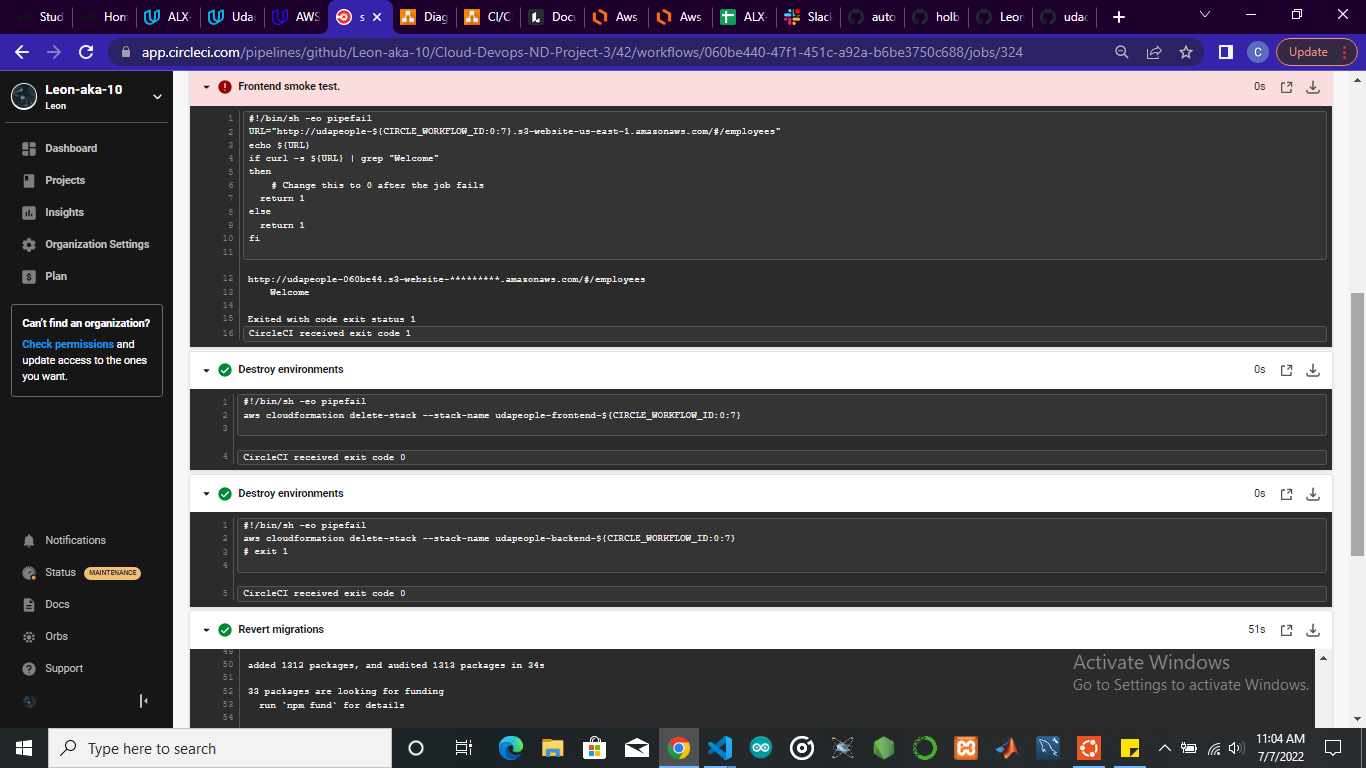 Stud
Horr
ALX-
Uda
AWS
s
Diag
CI/C
Docu
Aws
Aws
ALX-
Slac
auto
holb
Leor
udac
app.circleci.com/pipelines/github/Leon-aka-10/Cloud-Devops-ND-Project-3/42/workflows/060be440-47f1-451c-a92a-b6be3750c688/jobs/324
C
Update
Leon-aka-10
Leon
Dashboard
Projects
Insights
Organization Settings
Plan
Can't find an organization?
Check permissions and
update access to the ones
you want.
Notifications
Status MAINTENANCE
Docs
Orbs
Support
Frontend smoke test.
0s
1 #!/bin/sh -eo pipefail
2 URL="http://udapeople-${CIRCLE_WORKFLOW_ID:0:7}.s3-website-us-east-1.amazonaws.com/#/employees"
3 echo ${URL}
4 if curl -s ${URL} | grep "Welcome"
5 then
6 # Change this to 0 after the job fails
7 return 1
8 else
9 return 1
10 fi
11
12 http://udapeople-060be44.s3-website-*********.amazonaws.com/#/employees
13 Welcome
14
15 Exited with code exit status 1
16 CircleCI received exit code 1
Destroy environments
0s
1 #!/bin/sh -eo pipefail
2 aws cloudformation delete-stack --stack-name udapeople-frontend-${CIRCLE_WORKFLOW_ID:0:7}
3
4 CircleCI received exit code 0
Destroy environments
0s
1 #!/bin/sh -eo pipefail
2 aws cloudformation delete-stack --stack-name udapeople-backend-${CIRCLE_WORKFLOW_ID:0:7}
3 # exit 1
4
5 CircleCI received exit code 0
Revert migrations
51s
49
50 added 1312 packages, and audited 1313 packages in 34s
51
52 33 packages are looking for funding
53 run `npm fund` for details
54
Activate Windows
Go to Settings to activate Windows.
Type here to search
11:04 AM
7/7/2022